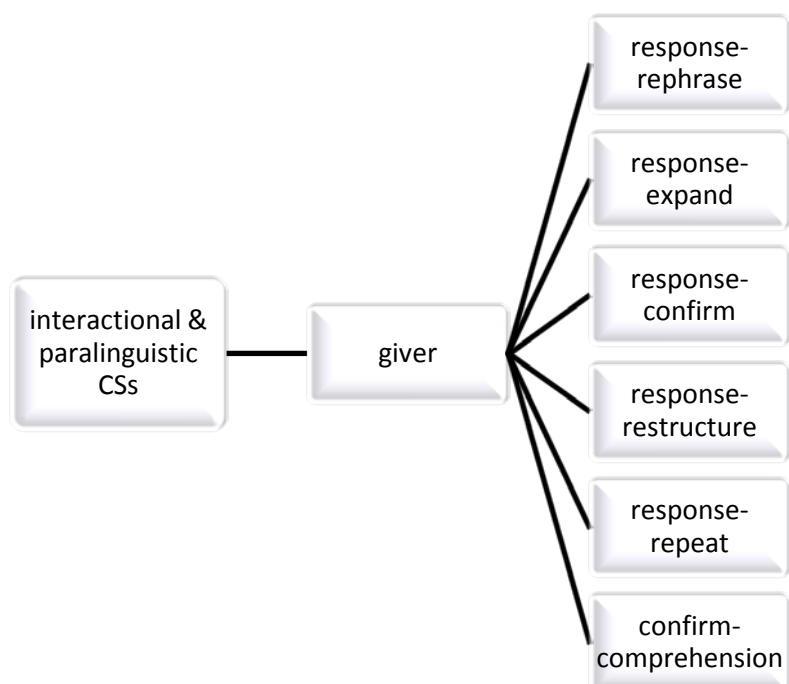 response-
rephrase
response-
expand
response-
confirm
response-
restructure
response-
repeat
confirm-
comprehension
giver
interactional &
paralinguistic
CSs